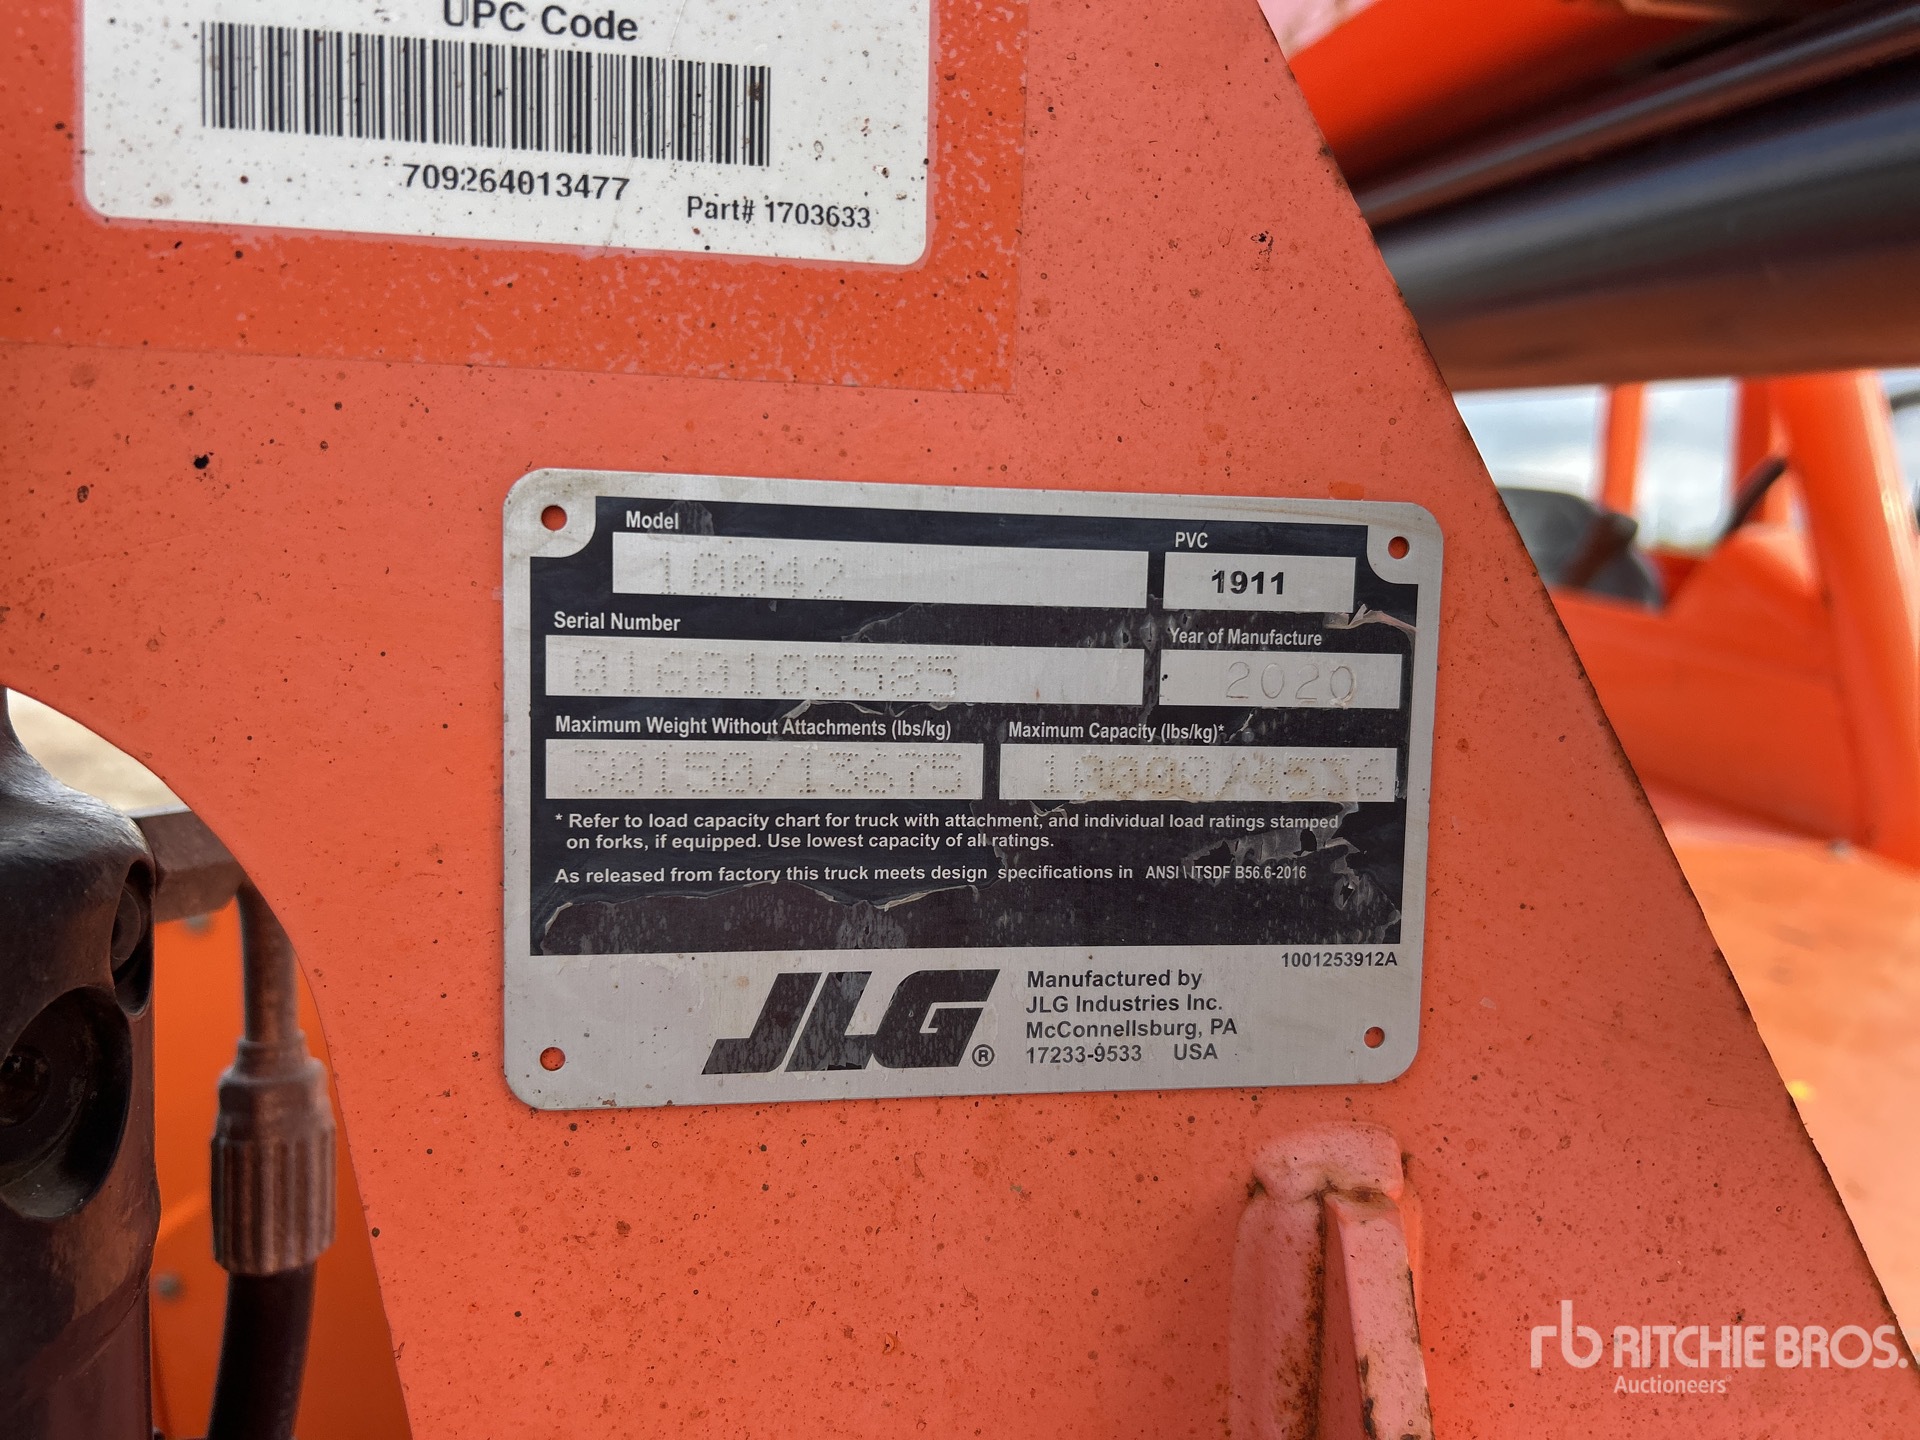 UPC Code
709264013477
Part# 1703633
Model
10042
PVC
1911
Serial Number
0160103585
Year of Manufacture
2020
Maximum Weight Without Attachments (lbs/kg)
30150/13675
Maximum Capacity (lbs/kg)*
10000/4536
* Refer to load capacity chart for truck with attachment, and individual load ratings stamped
on forks, if equipped. Use lowest capacity of all ratings.
As released from factory this truck meets design specifications in ANSI \ ITSDF B56.6-2016
1001253912A
JLG®
Manufactured by
JLG Industries Inc.
McConnellsburg, PA
17233-9533 USA
rb RITCHIE BROS.
Auctioneers